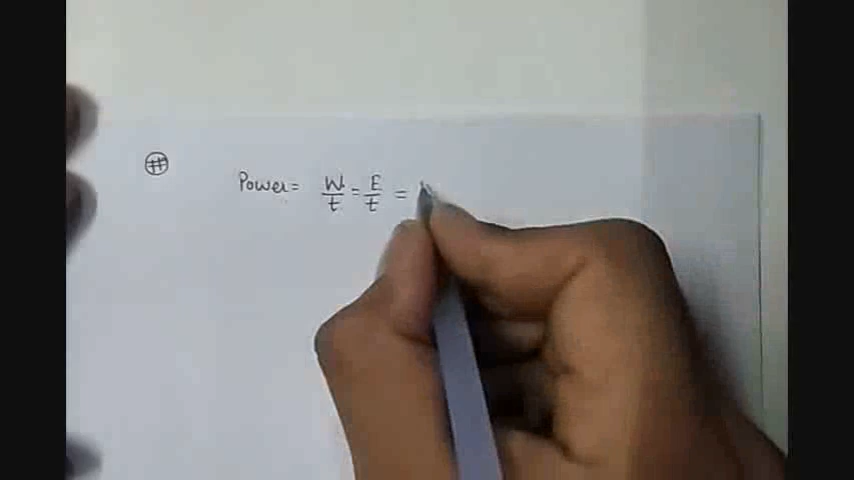 # Power = W/t = E/t =